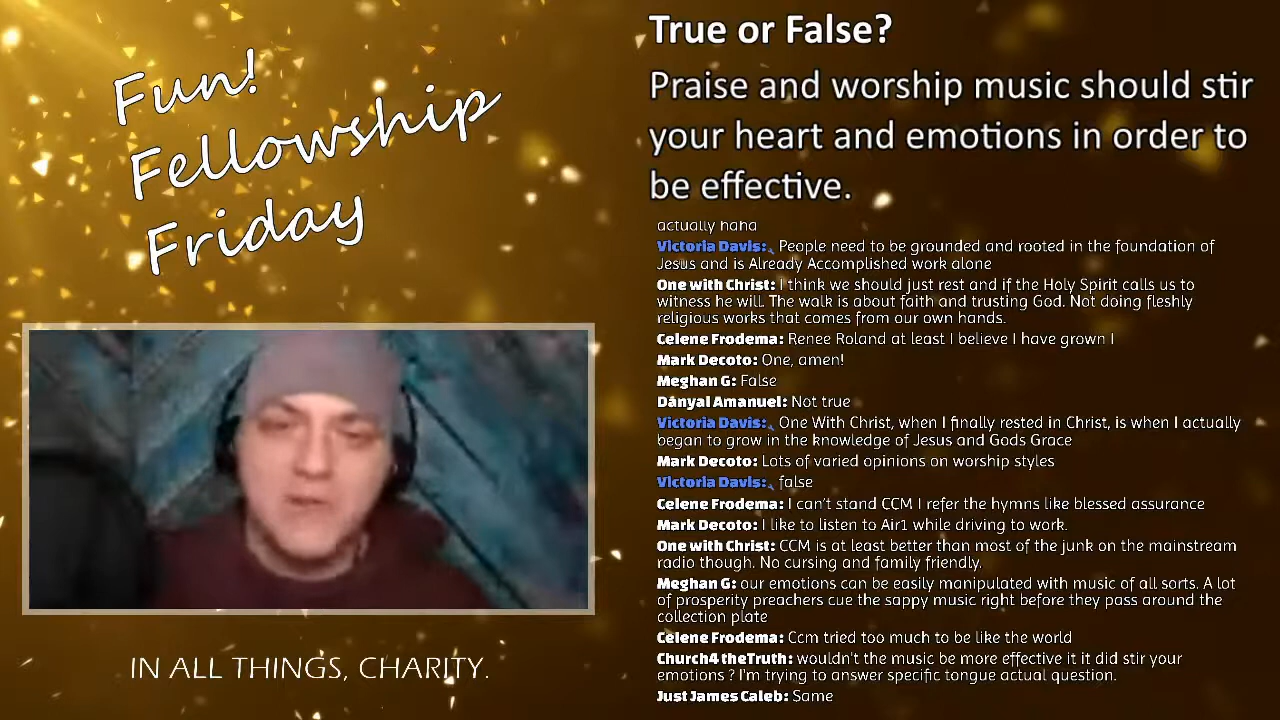 Fun!
Fellowship
Friday
IN ALL THINGS, CHARITY.
True or False?
Praise and worship music should stir
your heart and emotions in order to
be effective.
actually haha
Victoria Davis: People need to be grounded and rooted in the foundation of
Jesus and is Already Accomplished work alone
One with Christ: I think we should just rest and if the Holy Spirit calls us to
witness he will. The walk is about faith and trusting God. Not doing fleshly
religious works that comes from our own hands.
Celene Frodema: Renee Roland at least I believe I have grown I
Mark Decoto: One, amen!
Meghan G: False
Danyal Amanuel: Not true
Victoria Davis: One With Christ, when I finally rested in Christ, is when I actually
began to grow in the knowledge of Jesus and Gods Grace
Mark Decoto: Lots of varied opinions on worship styles
Victoria Davis: false
Celene Frodema: I can't stand CCM I refer the hymns like blessed assurance
Mark Decoto: I like to listen to Air1 while driving to work.
One with Christ: CCM is at least better than most of the junk on the mainstream
radio though. No cursing and family friendly.
Meghan G: our emotions can be easily manipulated with music of all sorts. A lot
of prosperity preachers cue the sappy music right before they pass around the
collection plate
Celene Frodema: Ccm tried too much to be like the world
Church4 theTruth: wouldn't the music be more effective it it did stir your
emotions ? I'm trying to answer specific tongue actual question.
Just James Caleb: Same